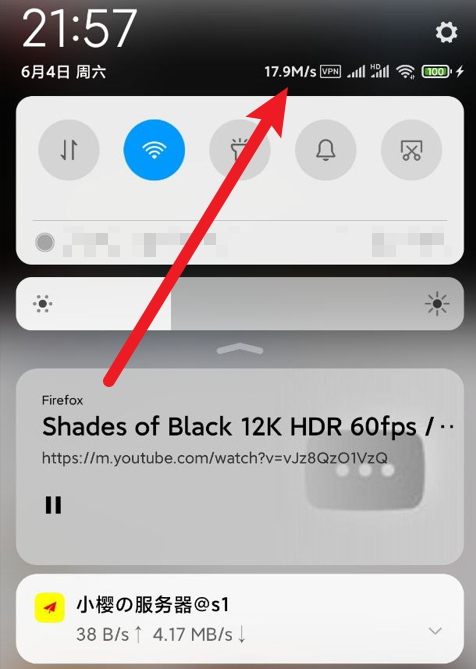 21:57
6月4日 周六
17.9M/s VPN HD 100
Firefox
Shades of Black 12K HDR 60fps / ··
https://m.youtube.com/watch?v=vJz8QzO1VzQ
小樱の服务器@s1
38 B/s↑ 4.17 MB/s↓